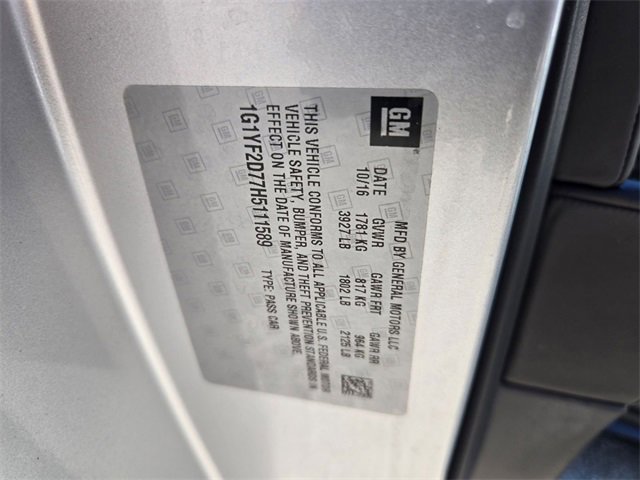 GM
MFD BY GENERAL MOTORS LLC
DATE GVWR GAWR FRT GAWR RR
10/16 1781 KG 817 KG 964 KG
3927 LB 1802 LB 2125 LB
THIS VEHICLE CONFORMS TO ALL APPLICABLE U.S. FEDERAL MOTOR
VEHICLE SAFETY, BUMPER, AND THEFT PREVENTION STANDARDS IN
EFFECT ON THE DATE OF MANUFACTURE SHOWN ABOVE.
1G1YF2D77H5111589 TYPE: PASS CAR